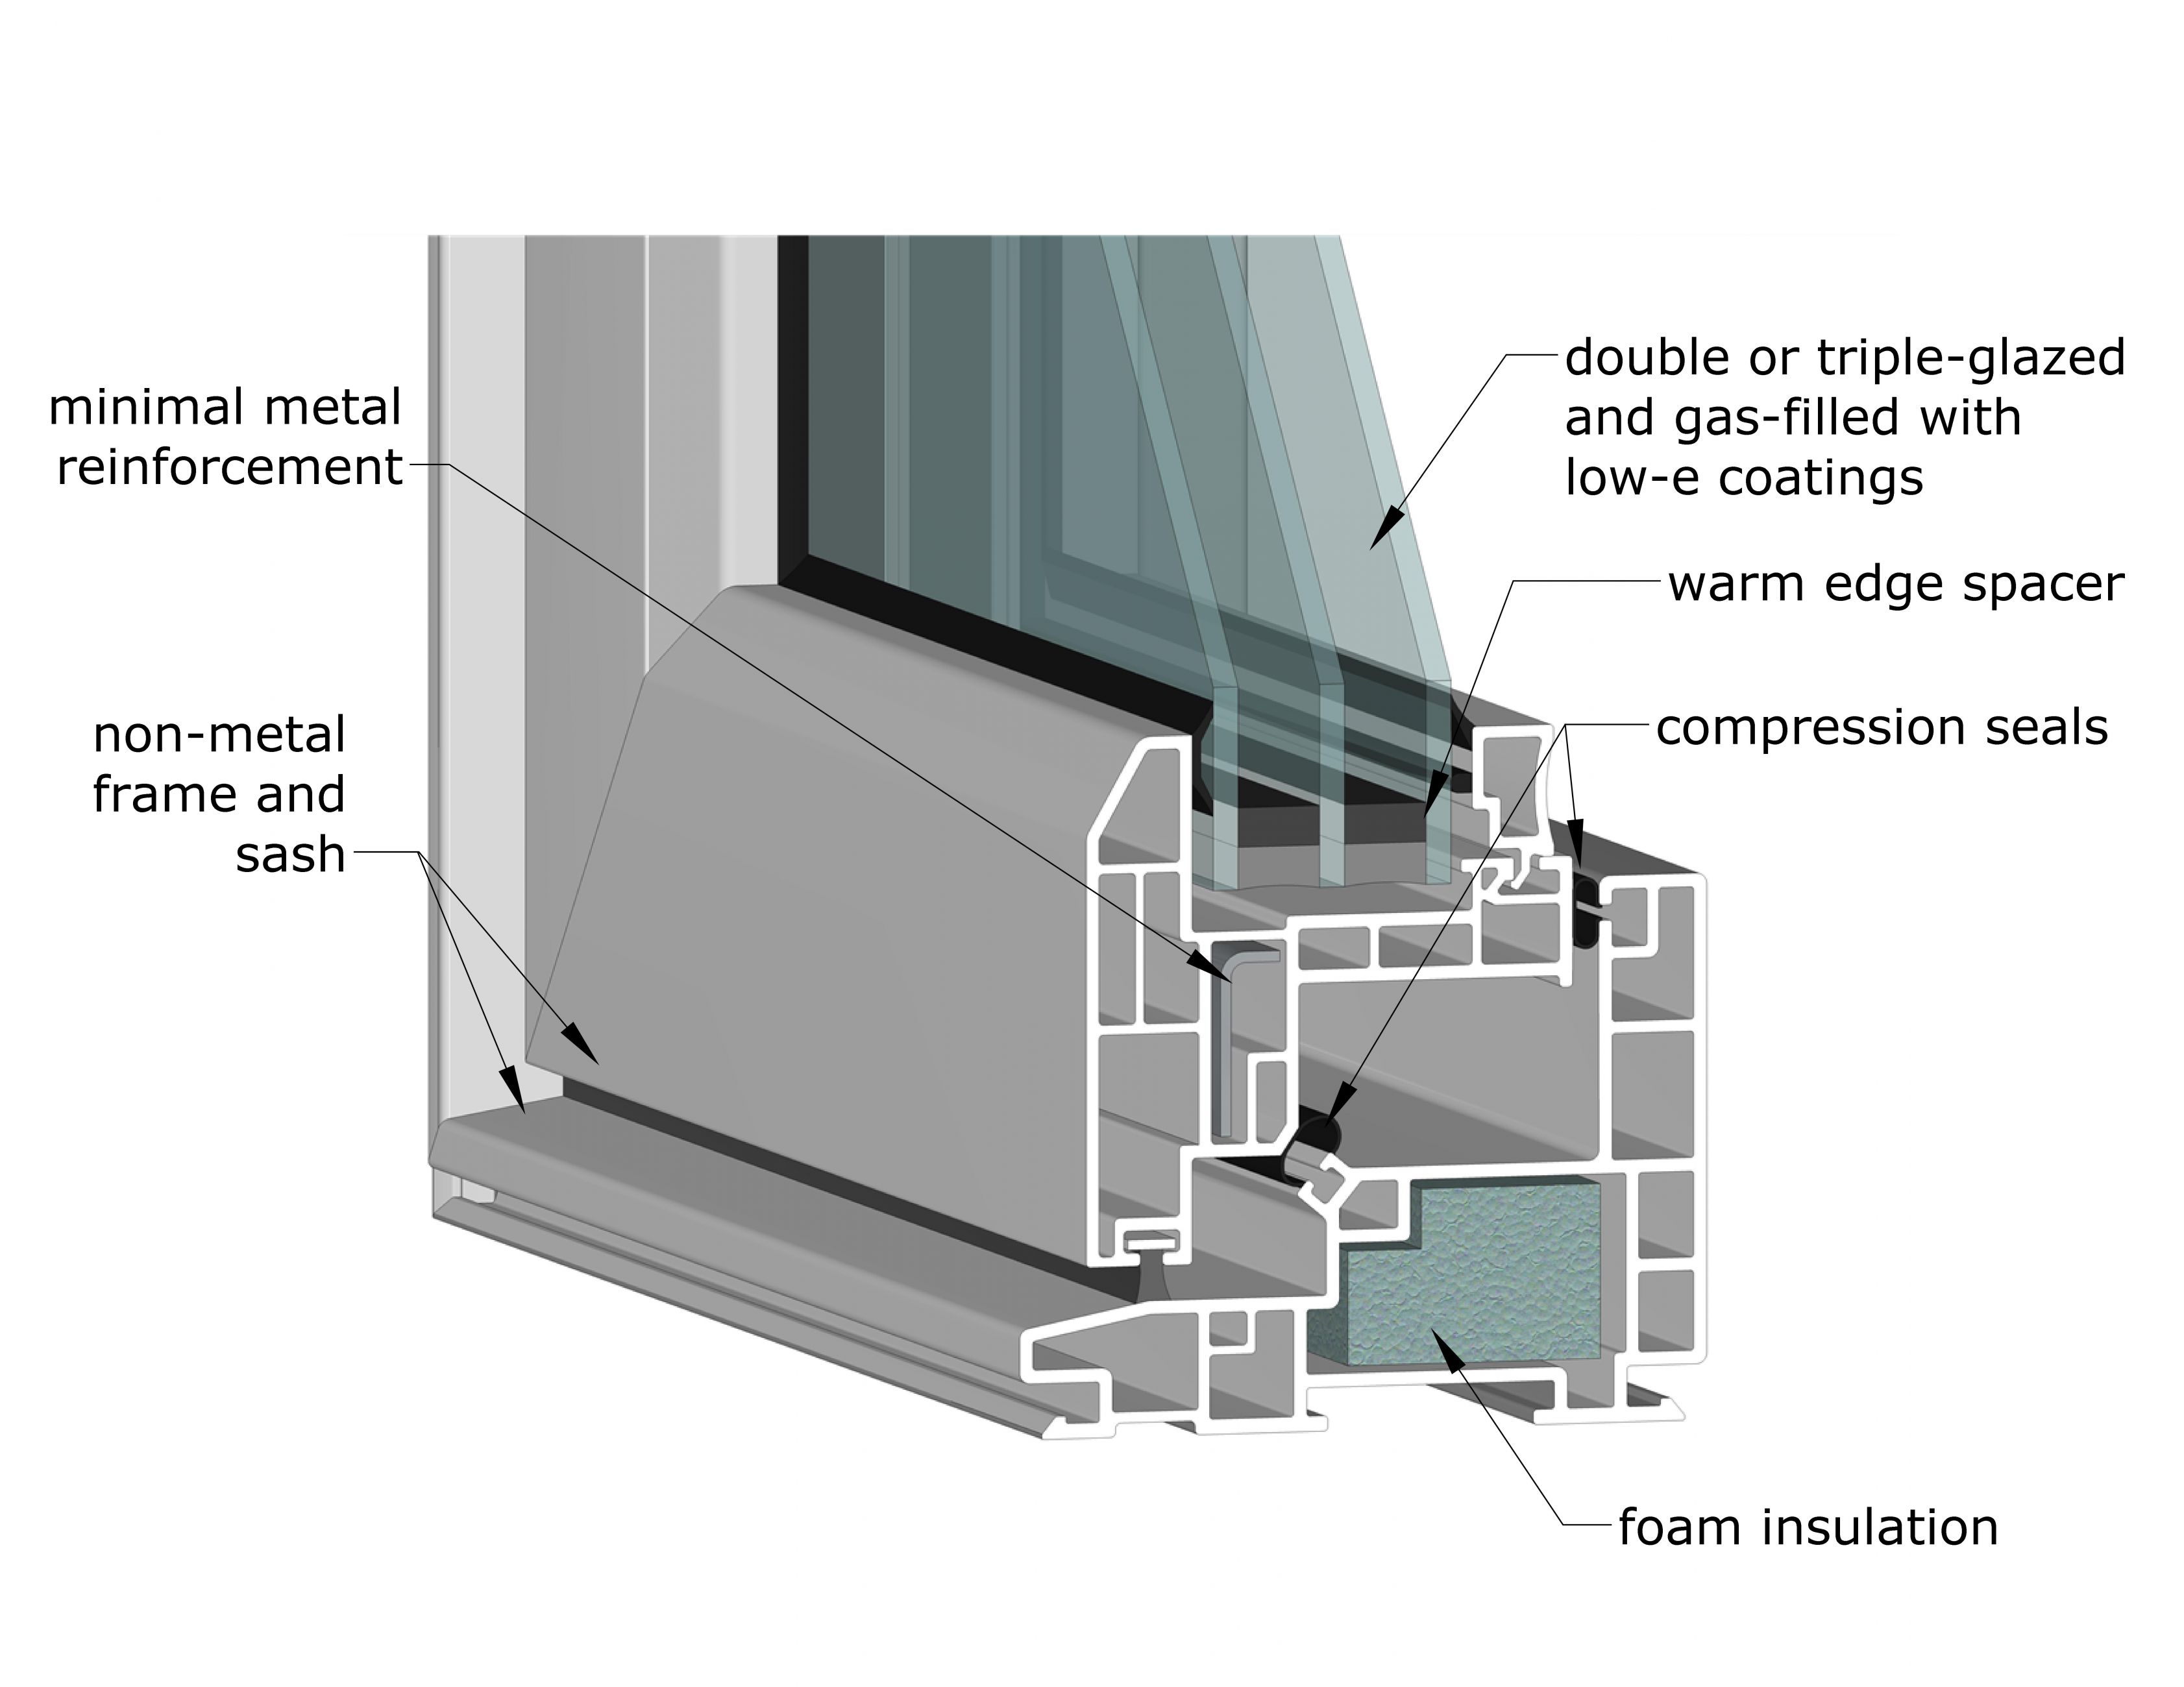 minimal metal
reinforcement
non-metal
frame and
sash
double or triple-glazed
and gas-filled with
low-e coatings
warm edge spacer
compression seals
foam insulation